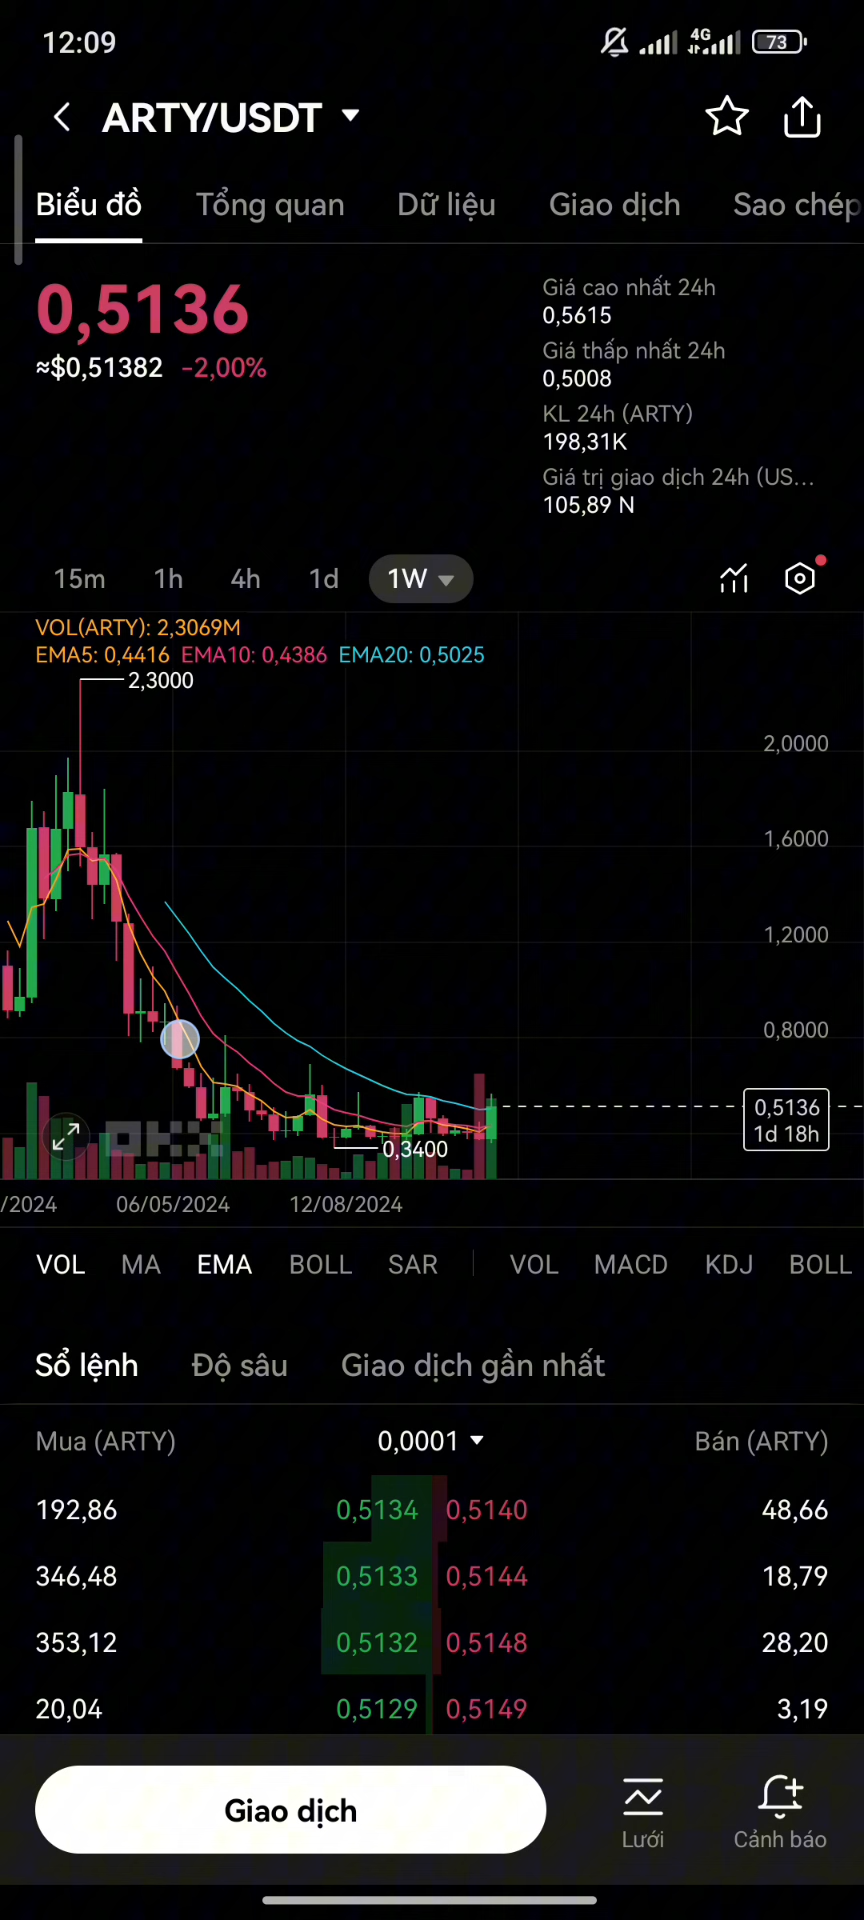 12:09
4G
73
ARTY/USDT
Biểu đồ Tổng quan Dữ liệu Giao dịch Sao chép
0,5136
≈$0,51382 -2,00%
Giá cao nhất 24h
0,5615
Giá thấp nhất 24h
0,5008
KL 24h (ARTY)
198,31K
Giá trị giao dịch 24h (US...
105,89 N
15m 1h 4h 1d 1W
VOL(ARTY): 2,3069M
EMA5: 0,4416 EMA10: 0,4386 EMA20: 0,5025
2,3000
2,0000
1,6000
1,2000
0,8000
0,5136
1d 18h
OKX
0,3400
/2024 06/05/2024 12/08/2024
VOL MA EMA BOLL SAR VOL MACD KDJ BOLL
Sổ lệnh Độ sâu Giao dịch gần nhất
Mua (ARTY) 0,0001 Bán (ARTY)
192,86 0,5134 0,5140 48,66
346,48 0,5133 0,5144 18,79
353,12 0,5132 0,5148 28,20
20,04 0,5129 0,5149 3,19
Giao dịch
Lưới
Cảnh báo